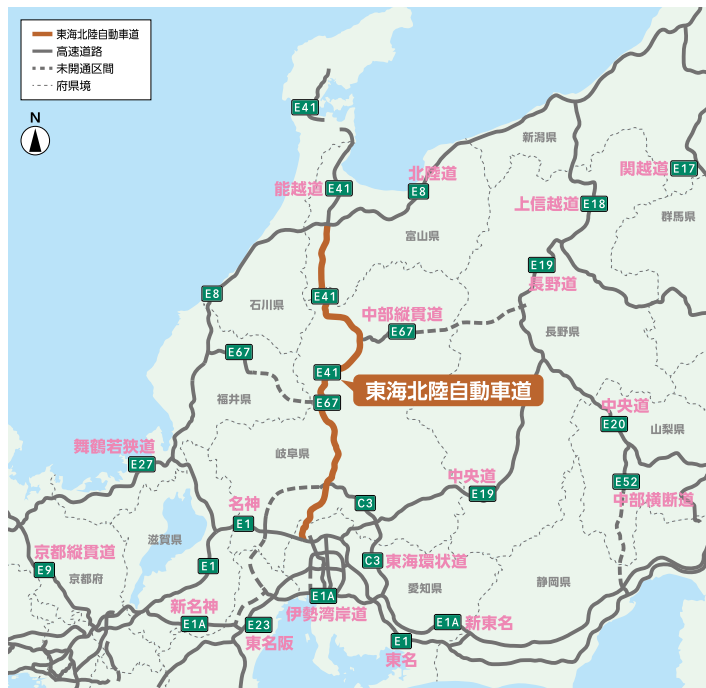 東海北陸自動車道
高速道路
未開通区間
府県境
N
E41
新潟県
北陸道
関越道
E17
能越道
E41
E8
上信越道
E18
群馬県
富山県
E19
長野道
E8
石川県
E41
中部縦貫道
E67
長野県
E67
E41
東海北陸自動車道
福井県
E67
中央道
E20
山梨県
舞鶴若狭道
E27
岐阜県
中央道
E19
E52
中部横断道
名神
E1
C3
滋賀県
京都縦貫道
E9
京都府
E1
C3
東海環状道
愛知県
静岡県
新名神
E1A
E23
東名阪
E1A
伊勢湾岸道
E1A
新東名
E1
東名